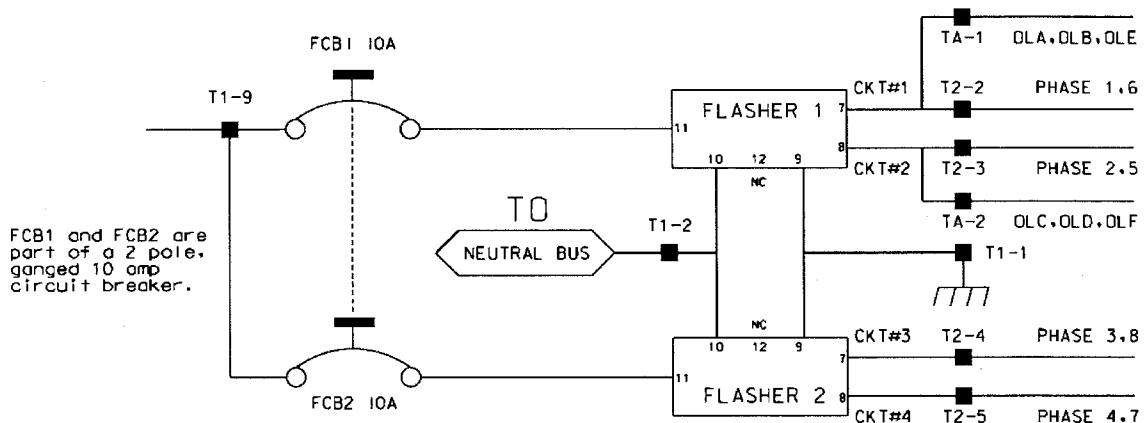 TA-1 OLA,OLB,OLE
FCB1 10A
T1-9
CKT#1 T2-2 PHASE 1.6
FLASHER 1
7
11
8
10 12 9
NC
CKT#2 T2-3 PHASE 2.5
TA-2 OLC,OLD,OLF
TO
NEUTRAL BUS
T1-2
T1-1
FCB1 and FCB2 are
part of a 2 pole,
ganged 10 amp
circuit breaker.
NC
10 12 9
CKT#3 T2-4 PHASE 3.8
7
11
FLASHER 2
8
FCB2 10A
CKT#4 T2-5 PHASE 4.7